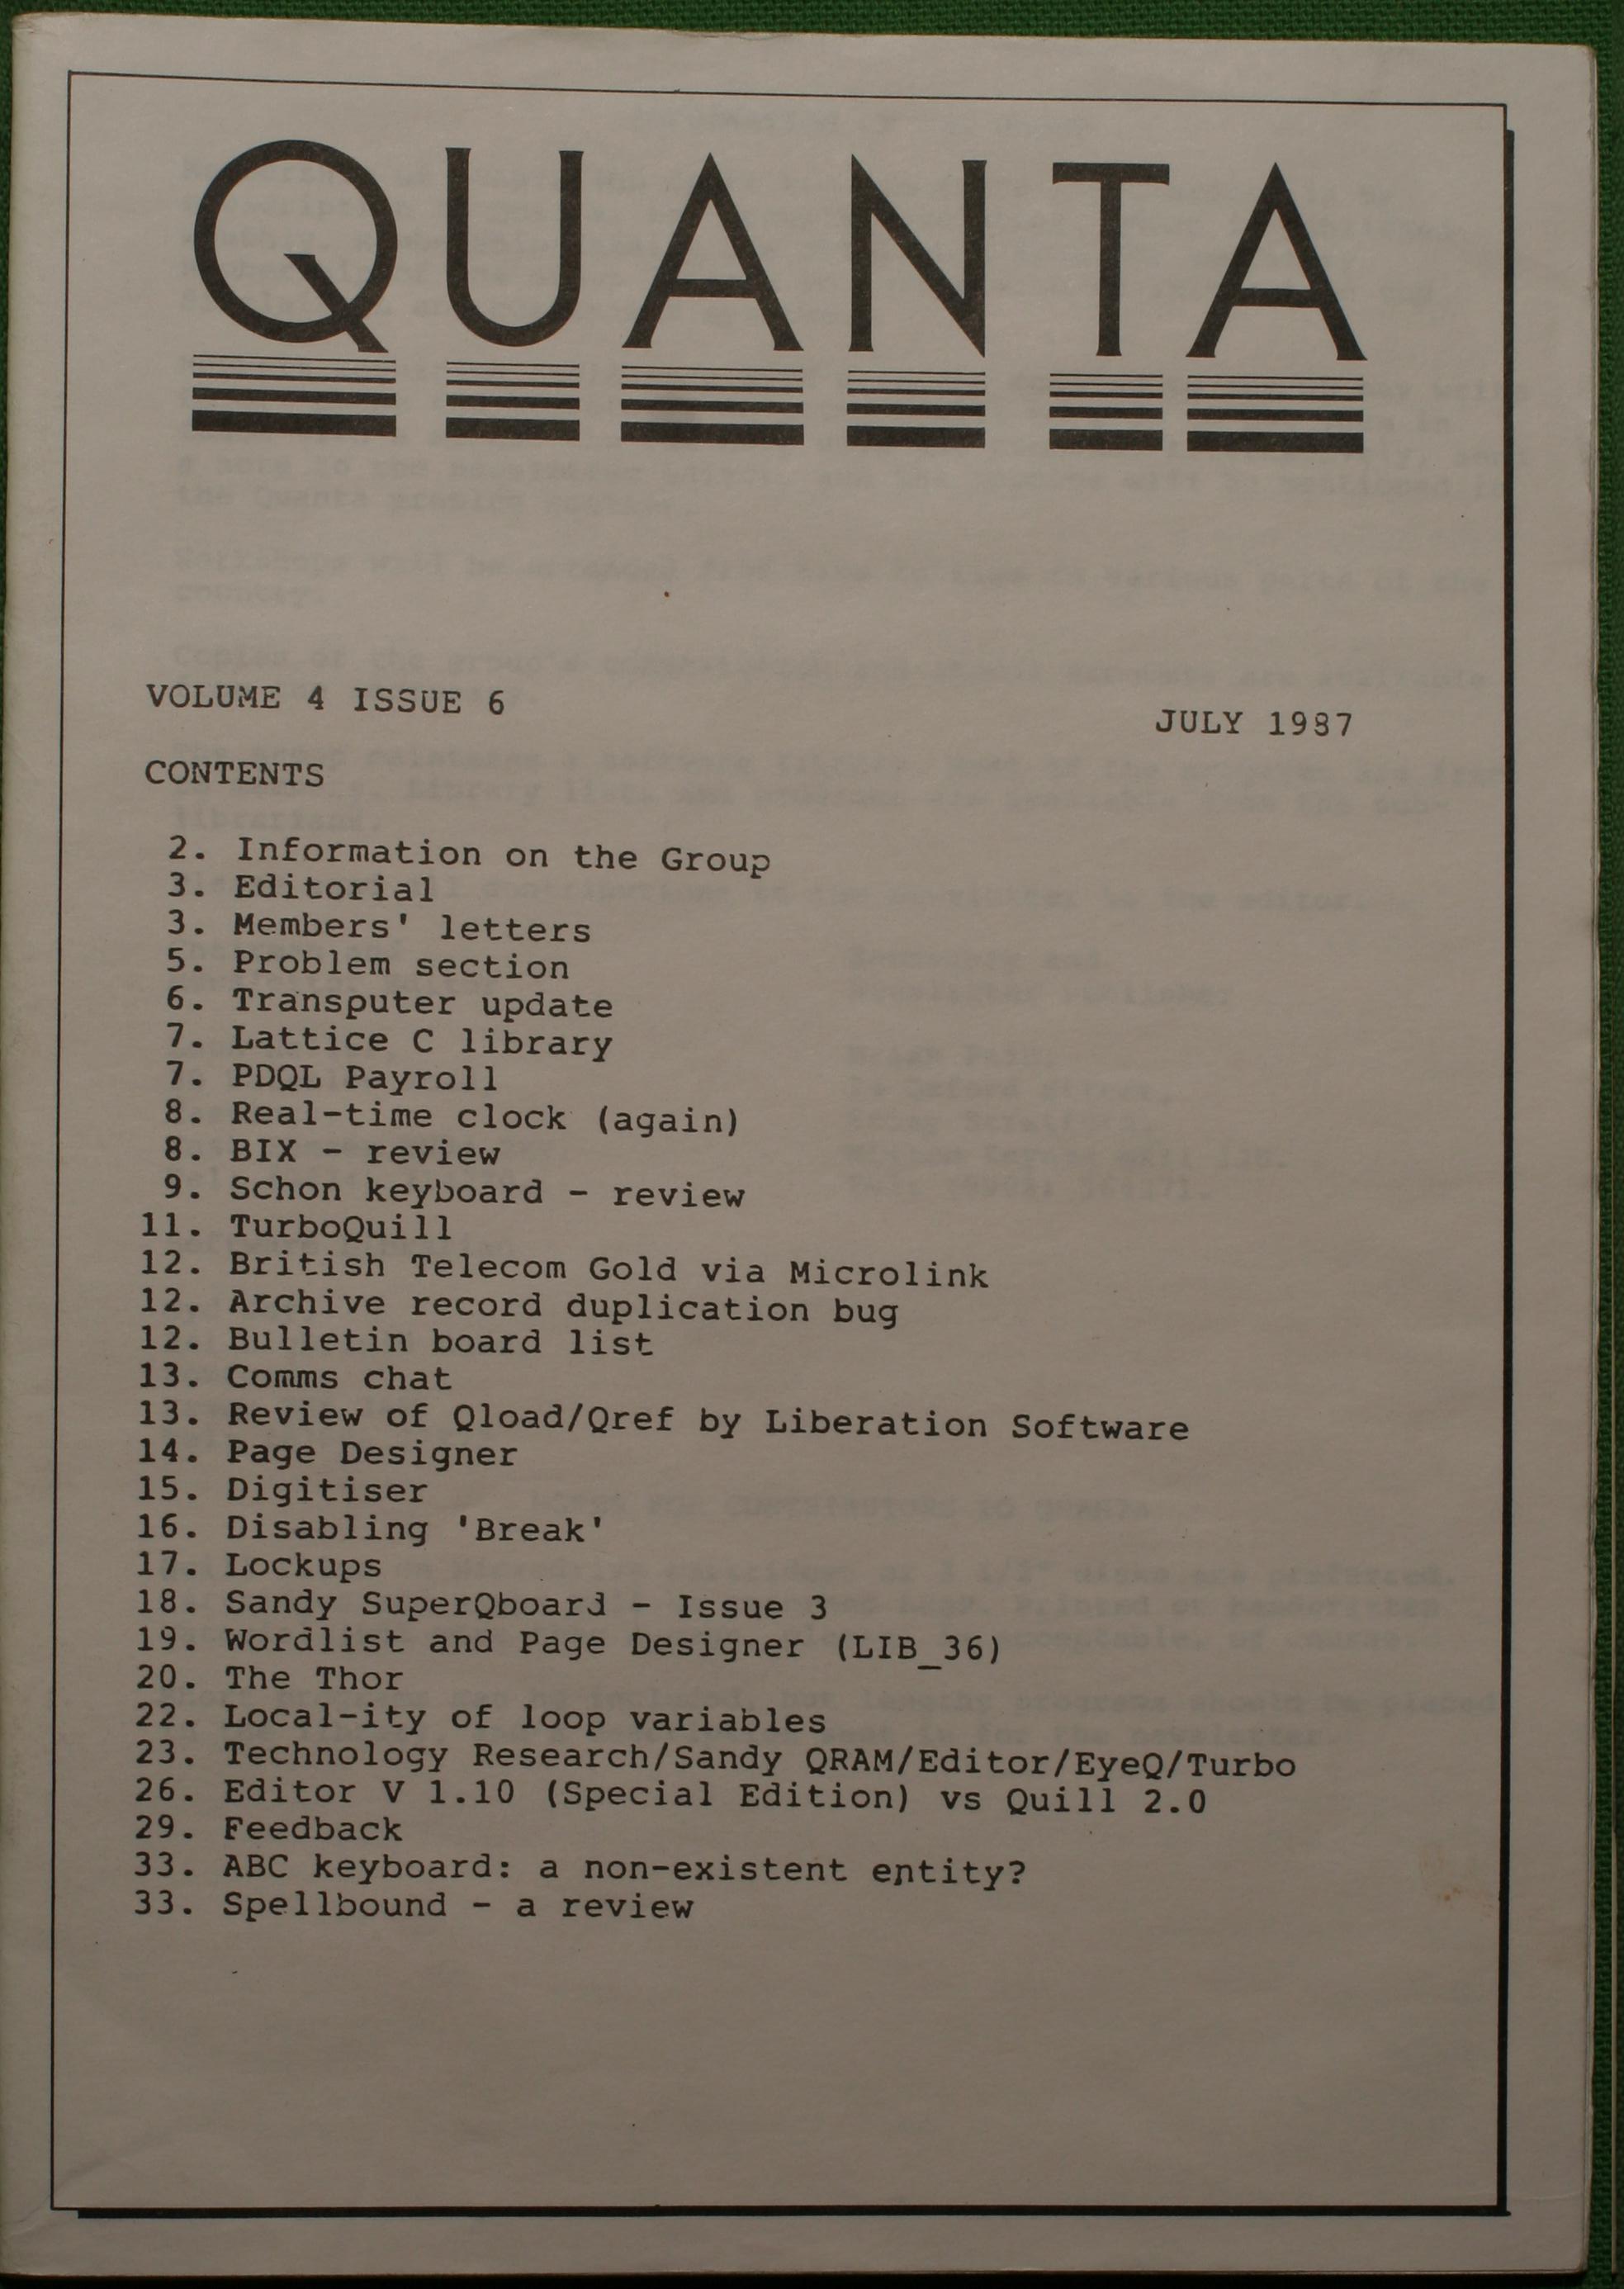 QUANTA
VOLUME 4 ISSUE 6
JULY 1987
CONTENTS
2. Information on the Group
3. Editorial
3. Members' letters
5. Problem section
6. Transputer update
7. Lattice C library
7. PDQL Payroll
8. Real-time clock (again)
8. BIX - review
9. Schon keyboard - review
11. TurboQuill
12. British Telecom Gold via Microlink
12. Archive record duplication bug
12. Bulletin board list
13. Comms chat
13. Review of Qload/Qref by Liberation Software
14. Page Designer
15. Digitiser
16. Disabling 'Break'
17. Lockups
18. Sandy SuperQboard - Issue 3
19. Wordlist and Page Designer (LIB_36)
20. The Thor
22. Local-ity of loop variables
23. Technology Research/Sandy QRAM/Editor/EyeQ/Turbo
26. Editor V 1.10 (Special Edition) vs Quill 2.0
29. Feedback
33. ABC keyboard: a non-existent entity?
33. Spellbound - a review